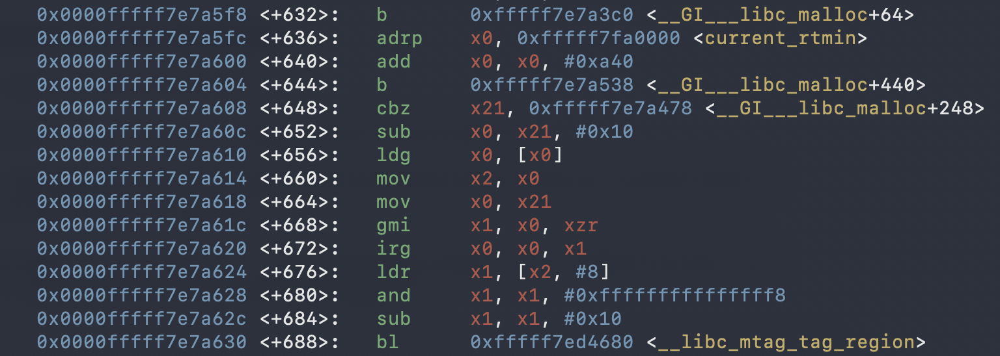 0x0000fffff7e7a5f8 <+632>: b 0xfffff7e7a3c0 <__GI___libc_malloc+64>
0x0000fffff7e7a5fc <+636>: adrp x0, 0xfffff7fa0000 <current_rtmin>
0x0000fffff7e7a600 <+640>: add x0, x0, #0xa40
0x0000fffff7e7a604 <+644>: b 0xfffff7e7a538 <__GI___libc_malloc+440>
0x0000fffff7e7a608 <+648>: cbz x21, 0xfffff7e7a478 <__GI___libc_malloc+248>
0x0000fffff7e7a60c <+652>: sub x0, x21, #0x10
0x0000fffff7e7a610 <+656>: ldg x0, [x0]
0x0000fffff7e7a614 <+660>: mov x2, x0
0x0000fffff7e7a618 <+664>: mov x0, x21
0x0000fffff7e7a61c <+668>: gmi x1, x0, xzr
0x0000fffff7e7a620 <+672>: irg x0, x0, x1
0x0000fffff7e7a624 <+676>: ldr x1, [x2, #8]
0x0000fffff7e7a628 <+680>: and x1, x1, #0xfffffffffffffff8
0x0000fffff7e7a62c <+684>: sub x1, x1, #0x10
0x0000fffff7e7a630 <+688>: bl 0xfffff7ed4680 <__libc_mtag_tag_region>